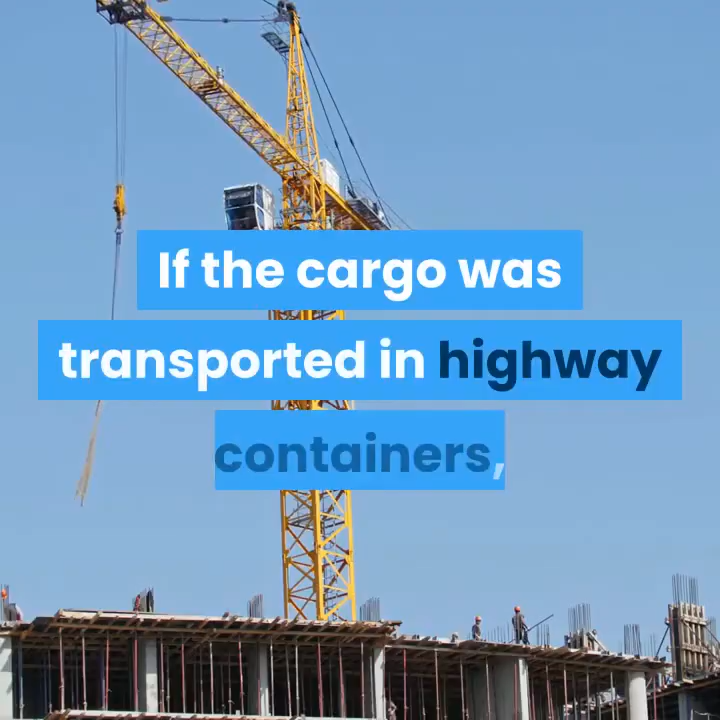 If the cargo was
transported in highway
containers,